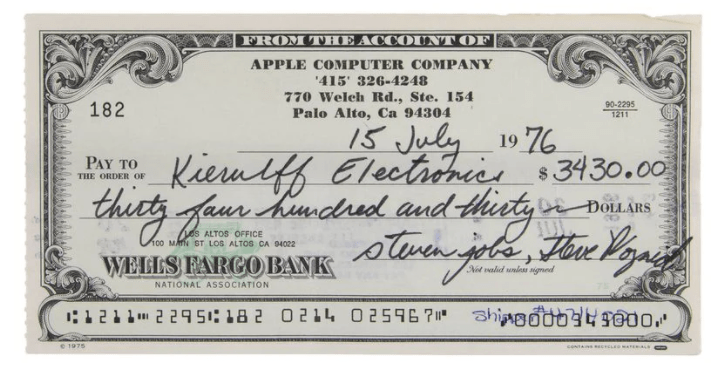 FROM THE ACCOUNT OF
APPLE COMPUTER COMPANY
'415' 326-4248
770 Welch Rd., Ste. 154
Palo Alto, Ca 94304
182
90-2295
1211
15 July 1976
PAY TO
THE ORDER OF Kierulff Electronics $3430.00
thirty four hundred and thirty DOLLARS
LOS ALTOS OFFICE
100 MAIN ST LOS ALTOS CA 94022
steven jobs, Steve Wozniak
WELLS FARGO BANK
Not valid unless signed
NATIONAL ASSOCIATION
1211 2295 182 0214 025967 0000343000
© 1975
CONTAINS RECYCLED MATERIALS